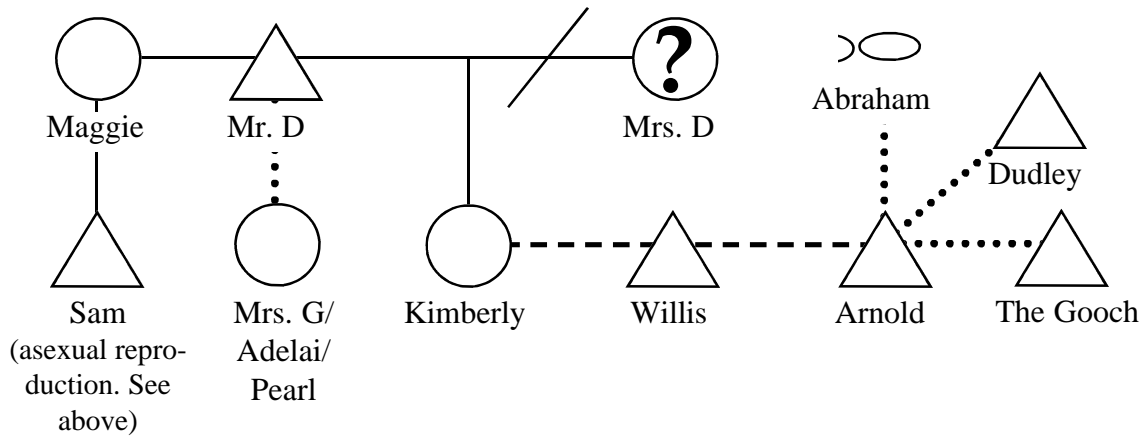 ?
Maggie
Mr. D
Mrs. D
Abraham
Dudley
Sam
(asexual repro-
duction. See
above)
Mrs. G/
Adelai/
Pearl
Kimberly
Willis
Arnold
The Gooch